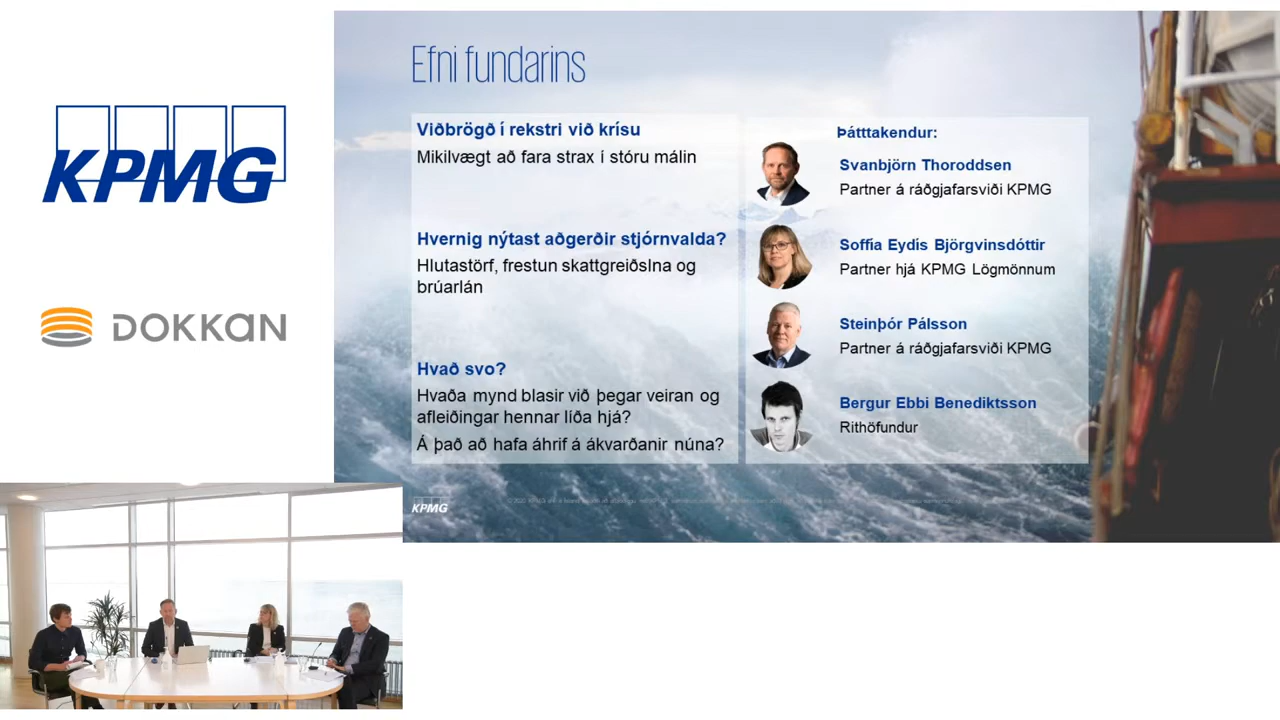 KPMG
DOKKAN
Efni fundarins
Viðbrögð í rekstri við krísu
Mikilvægt að fara strax í stóru málin
Hvernig nýtast aðgerðir stjórnvalda?
Hlutastörf, frestun skattgreiðslna og
brúarlán
Hvað svo?
Hvaða mynd blasir við þegar veiran og
afleiðingar hennar líða hjá?
Á það að hafa áhrif á ákvarðanir núna?
Þátttakendur:
Svanbjörn Thoroddsen
Partner á ráðgjafarsviði KPMG
Soffia Eydis Björgvinsdóttir
Partner hjá KPMG Lögmönnum
Steinþór Pálsson
Partner á ráðgjafarsviði KPMG
Bergur Ebbi Benediktsson
Rithöfundur
KPMG